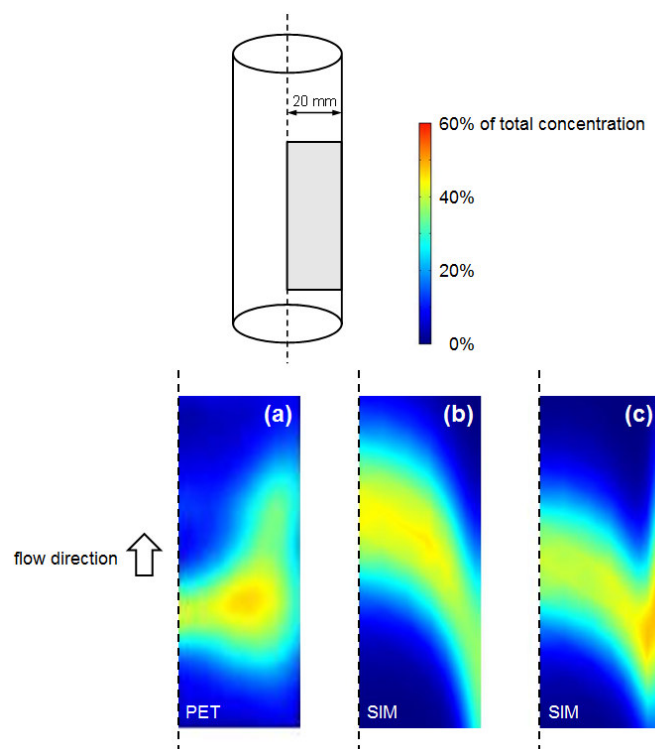 20 mm
60% of total concentration
40%
20%
0%
(a)
(b)
(c)
flow direction
PET
SIM
SIM